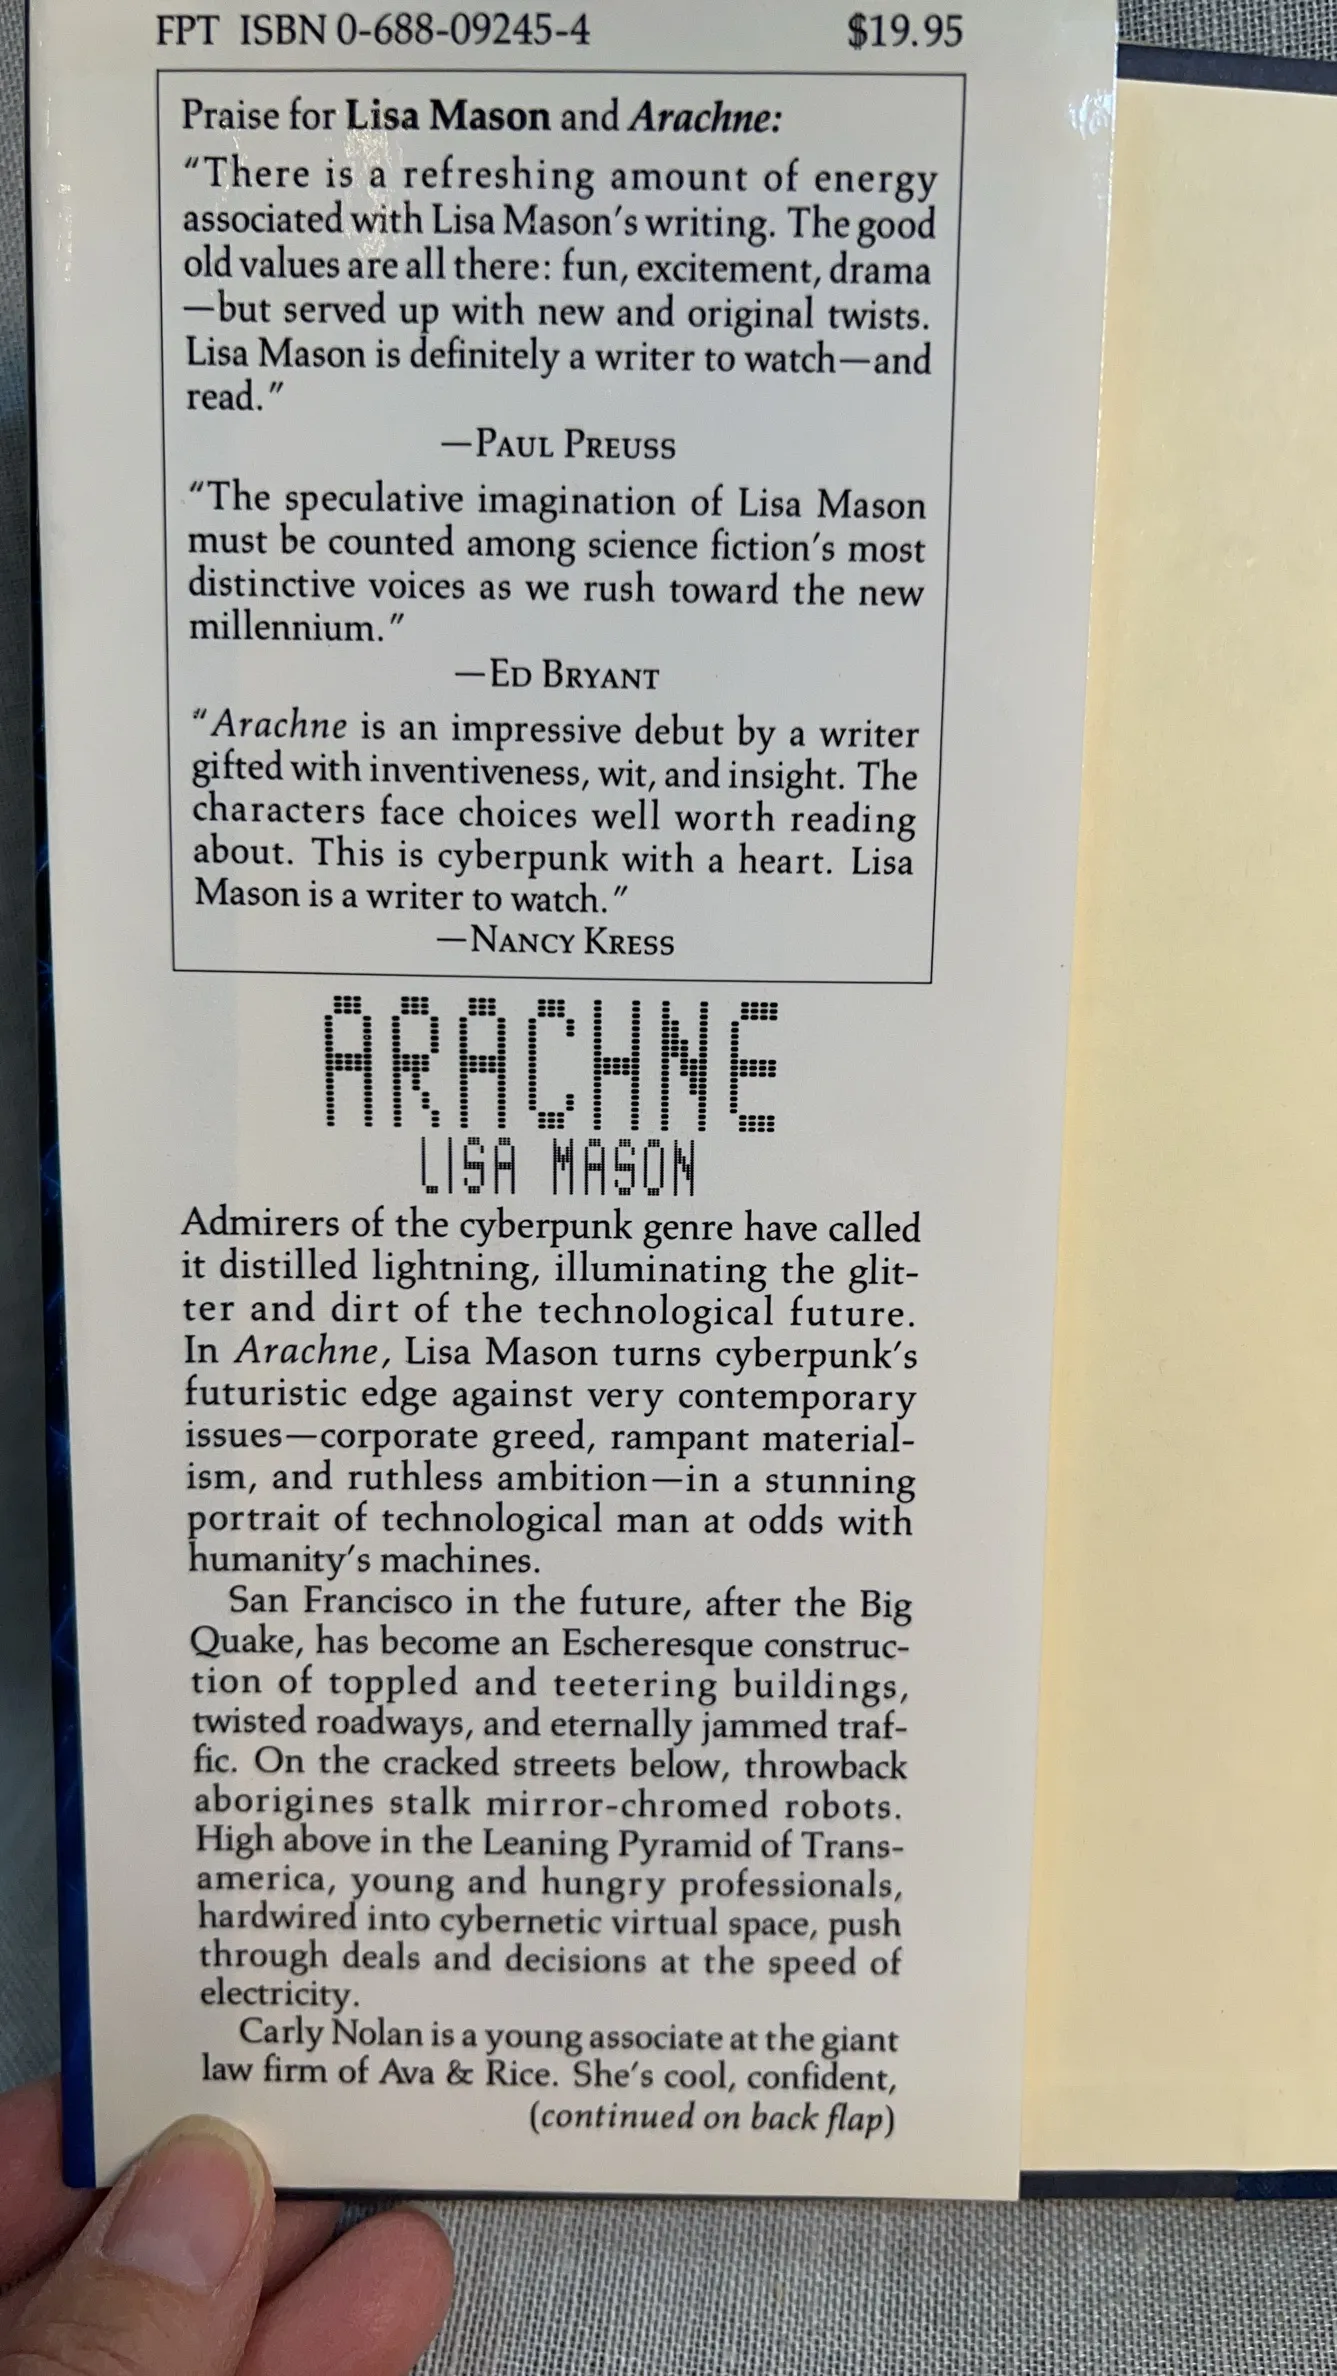 FPT ISBN 0-688-09245-4 $19.95
Praise for Lisa Mason and Arachne:
"There is a refreshing amount of energy
associated with Lisa Mason's writing. The good
old values are all there: fun, excitement, drama
—but served up with new and original twists.
Lisa Mason is definitely a writer to watch—and
read."
—PAUL PREUSS
"The speculative imagination of Lisa Mason
must be counted among science fiction's most
distinctive voices as we rush toward the new
millennium."
—ED BRYANT
"Arachne is an impressive debut by a writer
gifted with inventiveness, wit, and insight. The
characters face choices well worth reading
about. This is cyberpunk with a heart. Lisa
Mason is a writer to watch."
—NANCY KRESS
ARACHNE
LISA MASON
Admirers of the cyberpunk genre have called
it distilled lightning, illuminating the glit-
ter and dirt of the technological future.
In Arachne, Lisa Mason turns cyberpunk's
futuristic edge against very contemporary
issues—corporate greed, rampant material-
ism, and ruthless ambition—in a stunning
portrait of technological man at odds with
humanity's machines.
San Francisco in the future, after the Big
Quake, has become an Escheresque construc-
tion of toppled and teetering buildings,
twisted roadways, and eternally jammed traf-
fic. On the cracked streets below, throwback
aborigines stalk mirror-chromed robots.
High above in the Leaning Pyramid of Trans-
america, young and hungry professionals,
hardwired into cybernetic virtual space, push
through deals and decisions at the speed of
electricity.
Carly Nolan is a young associate at the giant
law firm of Ava & Rice. She's cool, confident,
(continued on back flap)